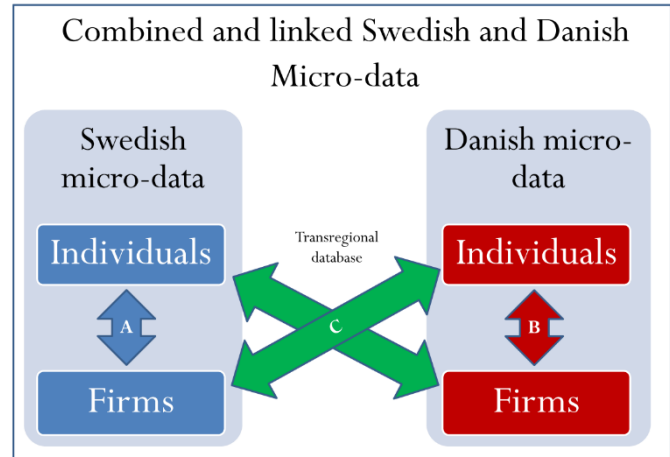 Combined and linked Swedish and Danish
Micro-data
Swedish
micro-data
Individuals
A
Firms
Transregional
database
C
Danish micro-
data
Individuals
B
Firms